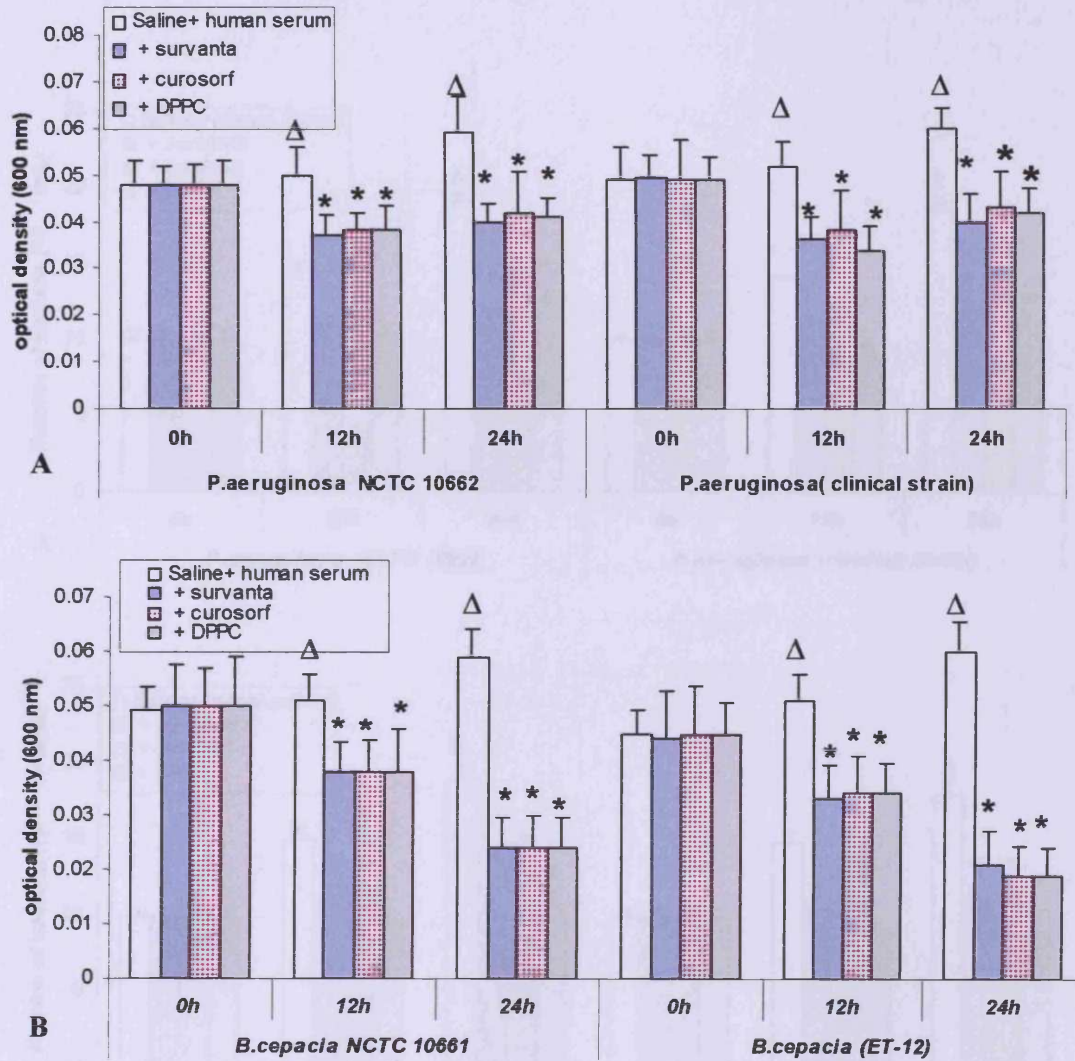 Saline+ human serum
+ survanta
+ curosorf
+ DPPC
optical density (600 nm)
0.08
0.07
0.06
0.05
0.04
0.03
0.02
0.01
0
Δ Δ Δ Δ
* * * * * * * * * * * *
0h 12h 24h 0h 12h 24h
A
P.aeruginosa NCTC 10662 P.aeruginosa( clinical strain)
Saline+ human serum
+ survanta
+ curosorf
+ DPPC
optical density (600 nm)
0.07
0.06
0.05
0.04
0.03
0.02
0.01
0
Δ Δ Δ Δ
* * * * * * * * * * * *
0h 12h 24h 0h 12h 24h
B
B.cepacia NCTC 10661 B.cepacia (ET-12)